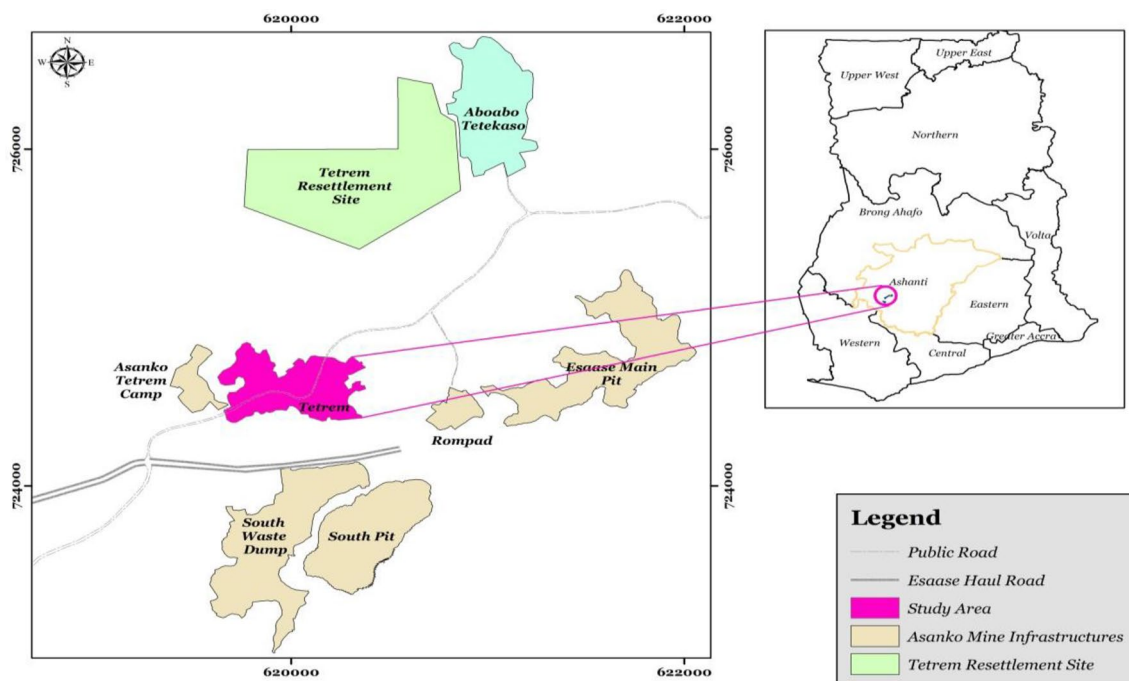 620000
622000
N
W
E
S
726000
726000
Aboabo
Tetekaso
Tetrem
Resettlement
Site
Asanko
Tetrem
Camp
Tetrem
Esaase Main
Pit
Rompad
724000
724000
South
Waste
Dump
South Pit
620000
622000
Upper East
Upper West
Northern
Brong Ahafo
Volta
Ashanti
Eastern
Greater Accra
Western
Central
Legend
Public Road
Esaase Haul Road
Study Area
Asanko Mine Infrastructures
Tetrem Resettlement Site